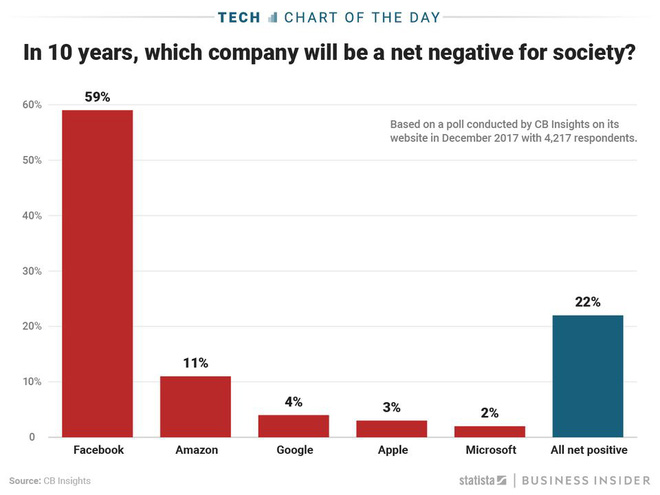 TECH CHART OF THE DAY
In 10 years, which company will be a net negative for society?
59%
60%
Based on a poll conducted by CB Insights on its
website in December 2017 with 4,217 respondents.
50%
40%
30%
22%
20%
11%
10%
4%
3%
2%
0
Facebook Amazon Google Apple Microsoft All net positive
Source: CB Insights
statista BUSINESS INSIDER